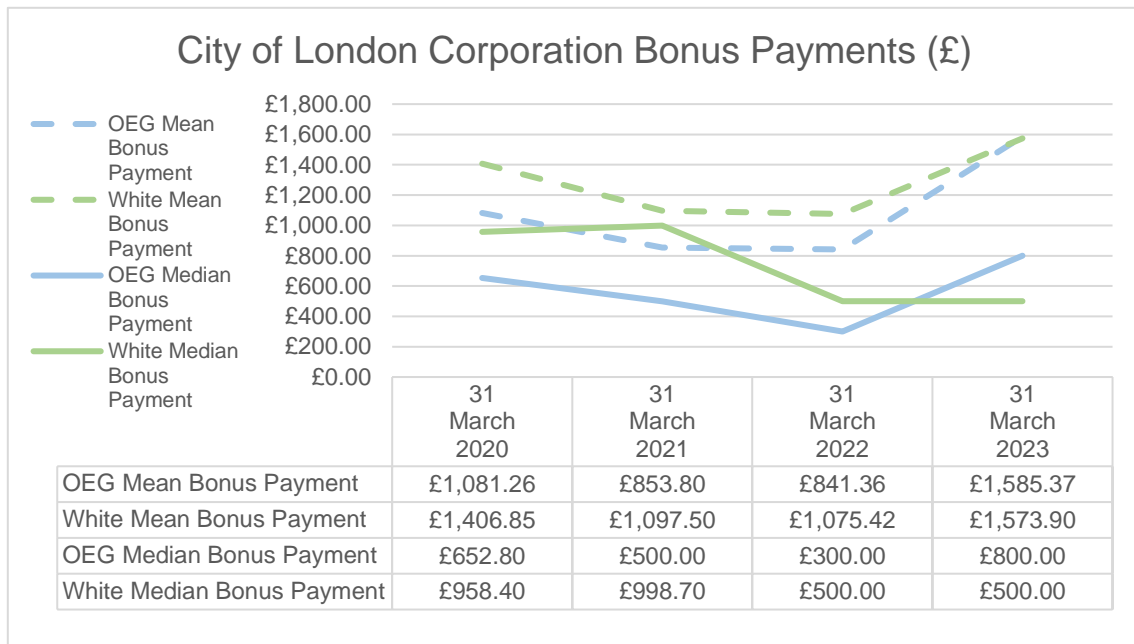 City of London Corporation Bonus Payments (£)
OEG Mean
Bonus
Payment
White Mean
Bonus
Payment
OEG Median
Bonus
Payment
White Median
Bonus
Payment
£1,800.00
£1,600.00
£1,400.00
£1,200.00
£1,000.00
£800.00
£600.00
£400.00
£200.00
£0.00
31
March
2020
31
March
2021
31
March
2022
31
March
2023
OEG Mean Bonus Payment £1,081.26 £853.80 £841.36 £1,585.37
White Mean Bonus Payment £1,406.85 £1,097.50 £1,075.42 £1,573.90
OEG Median Bonus Payment £652.80 £500.00 £300.00 £800.00
White Median Bonus Payment £958.40 £998.70 £500.00 £500.00